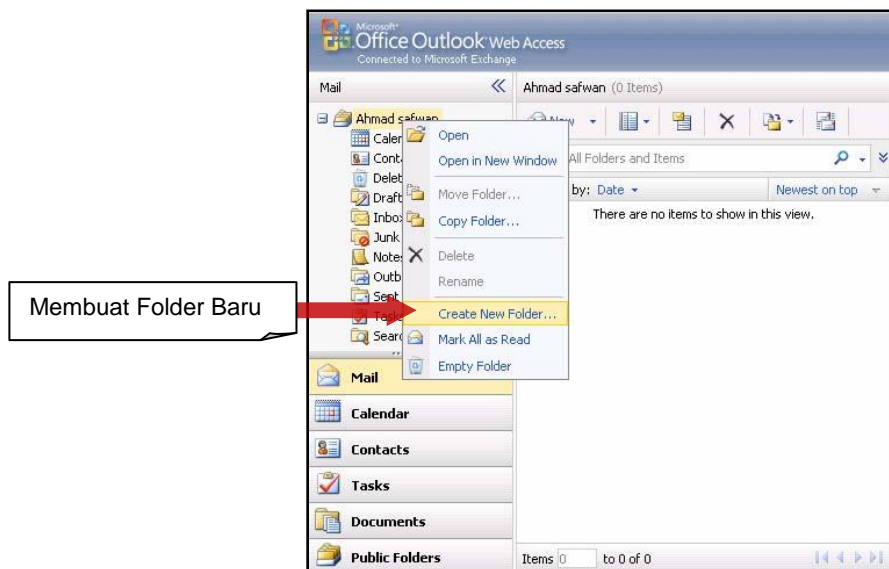 Microsoft
Office Outlook Web Access
Connected to Microsoft Exchange
Mail
Ahmad safwan (0 Items)
Ahmad safwan
Open
Open in New Window
All Folders and Items
Move Folder...
by: Date
Newest on top
Copy Folder...
There are no items to show in this view.
Junk
Delete
Rename
Membuat Folder Baru
Create New Folder...
Mark All as Read
Empty Folder
Mail
Calendar
Contacts
Tasks
Documents
Public Folders
Items 0 to 0 of 0